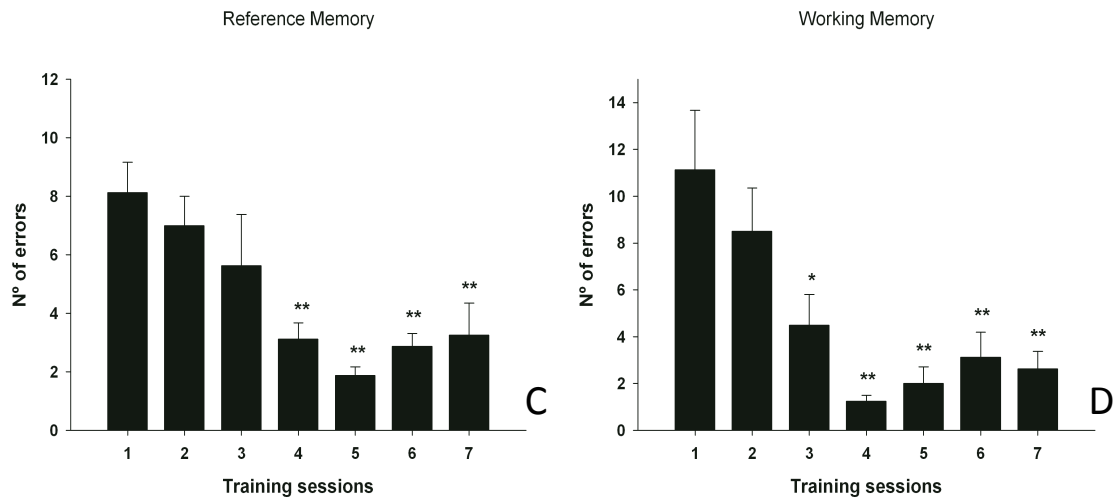 Reference Memory
12
10
8
6
4
2
0
Nº of errors
**
**
**
**
1 2 3 4 5 6 7
Training sessions
C
Working Memory
14
12
10
8
6
4
2
0
Nº of errors
*
**
**
**
**
1 2 3 4 5 6 7
Training sessions
D